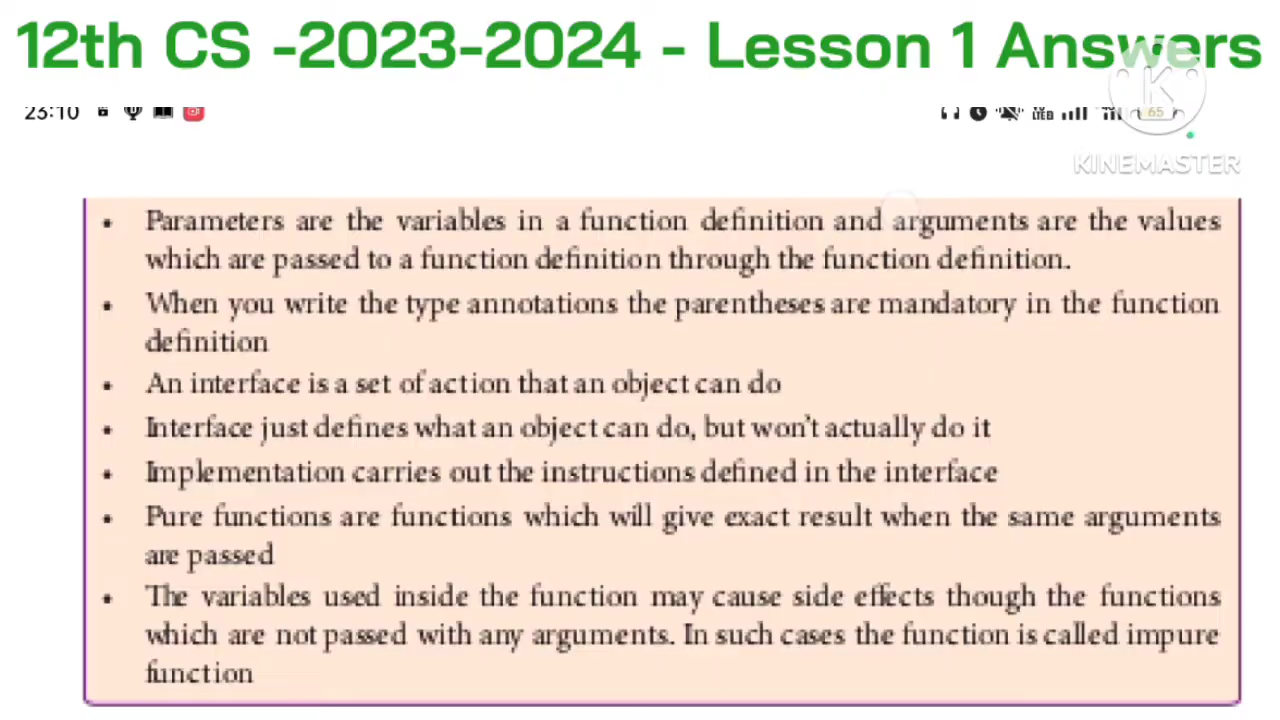 12th CS -2023-2024 - Lesson 1 Answers
23:10
65
KINEMASTER
• Parameters are the variables in a function definition and arguments are the values
which are passed to a function definition through the function definition.
• When you write the type annotations the parentheses are mandatory in the function
definition
• An interface is a set of action that an object can do
• Interface just defines what an object can do, but won't actually do it
• Implementation carries out the instructions defined in the interface
• Pure functions are functions which will give exact result when the same arguments
are passed
• The variables used inside the function may cause side effects though the functions
which are not passed with any arguments. In such cases the function is called impure
function